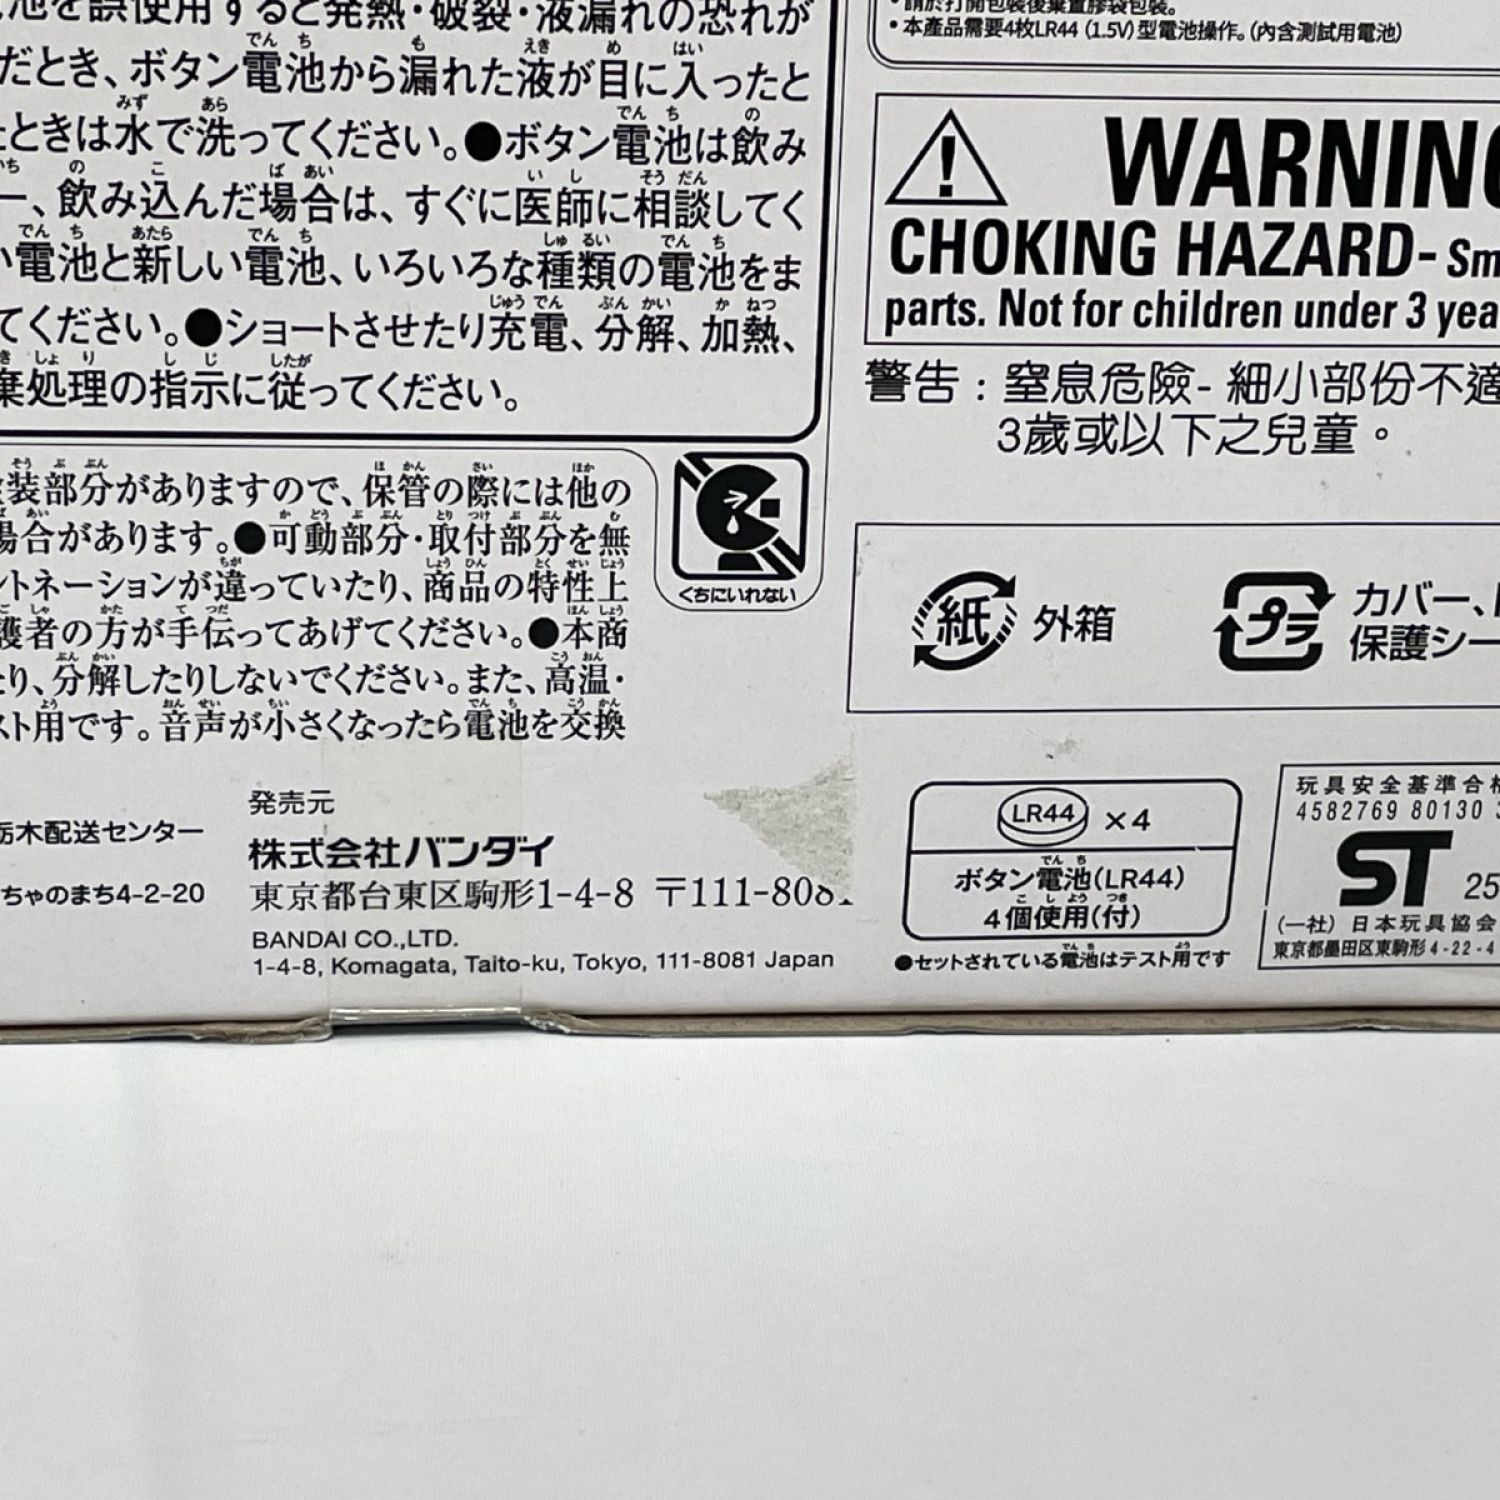 池を誤使用すると発熱・破裂・液漏れの恐れが
だとき、ボタン電池から漏れた液が目に入ったと
たときは水で洗ってください。●ボタン電池は飲み
一、飲み込んだ場合は、すぐに医師に相談してく
い電池と新しい電池、いろいろな種類の電池をま
てください。●ショートさせたり充電、分解、加熱、
棄処理の指示に従ってください。
装部分がありますので、保管の際には他の
場合があります。●可動部分・取付部分を無
ントネーションが違っていたり、商品の特性上
護者の方が手伝ってあげてください。●本商
たり、分解したりしないでください。また、高温・
スト用です。音声が小さくなったら電池を交換
くちにいれない
栃木配送センター
ちゃのまち4-2-20
発売元
株式会社バンダイ
東京都台東区駒形1-4-8 〒111-808
BANDAI CO.,LTD.
1-4-8, Komagata, Taito-ku, Tokyo, 111-8081 Japan
・請於打開包裝後棄置膠袋包裝。
・本產品需要4枚LR44 (1.5V) 型電池操作。(內含測試用電池)
WARNING
CHOKING HAZARD- Sm
parts. Not for children under 3 yea
警告 : 窒息危險- 細小部份不適
3歲或以下之兒童。
紙 外箱
プラ カバー、
保護シー
LR44 ×4
ボタン電池(LR44)
4個使用(付)
●セットされている電池はテスト用です
玩具安全基準合格
4582769 80130
ST 25
(一社) 日本玩具協会
東京都墨田区東駒形4-22-4